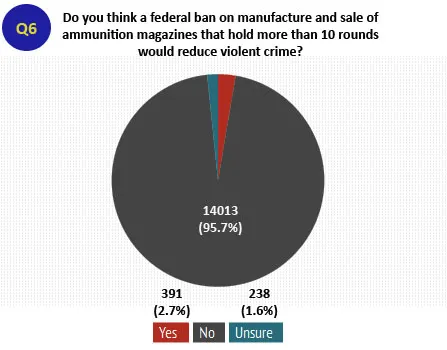 Q6
Do you think a federal ban on manufacture and sale of
ammunition magazines that hold more than 10 rounds
would reduce violent crime?
14013
(95.7%)
391
(2.7%)
238
(1.6%)
Yes
No
Unsure